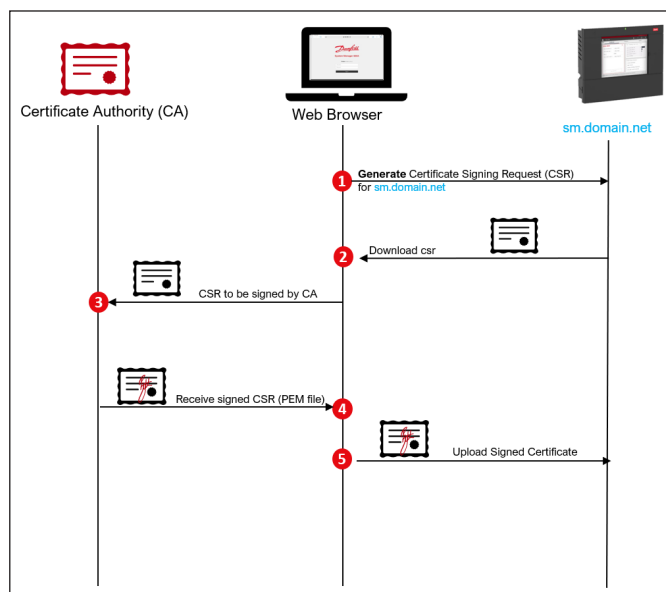 Danfoss
Certificate Authority (CA)
Web Browser
sm.domain.net
1
Generate Certificate Signing Request (CSR)
for sm.domain.net
2
Download csr
3
CSR to be signed by CA
Receive signed CSR (PEM file)
4
5
Upload Signed Certificate